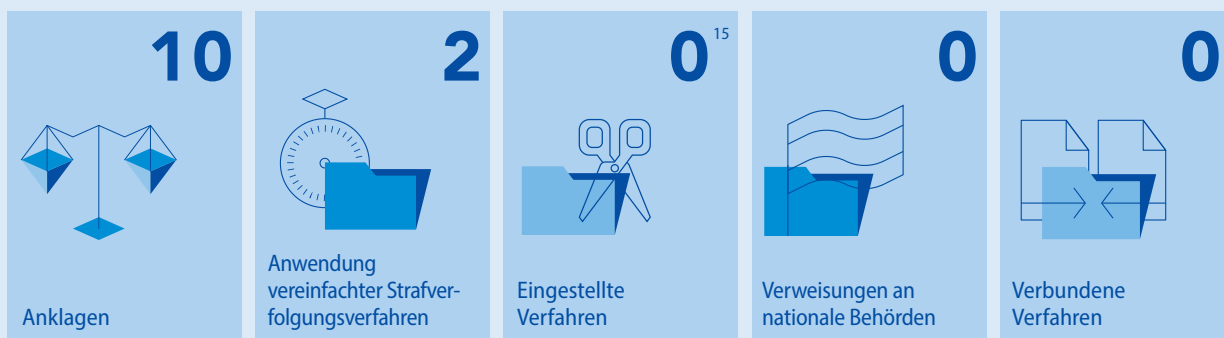 10
Anklagen
2
Anwendung
vereinfachter Strafver-
folgungsverfahren
0 15
Eingestellte
Verfahren
0
Verweisungen an
nationale Behörden
0
Verbundene
Verfahren